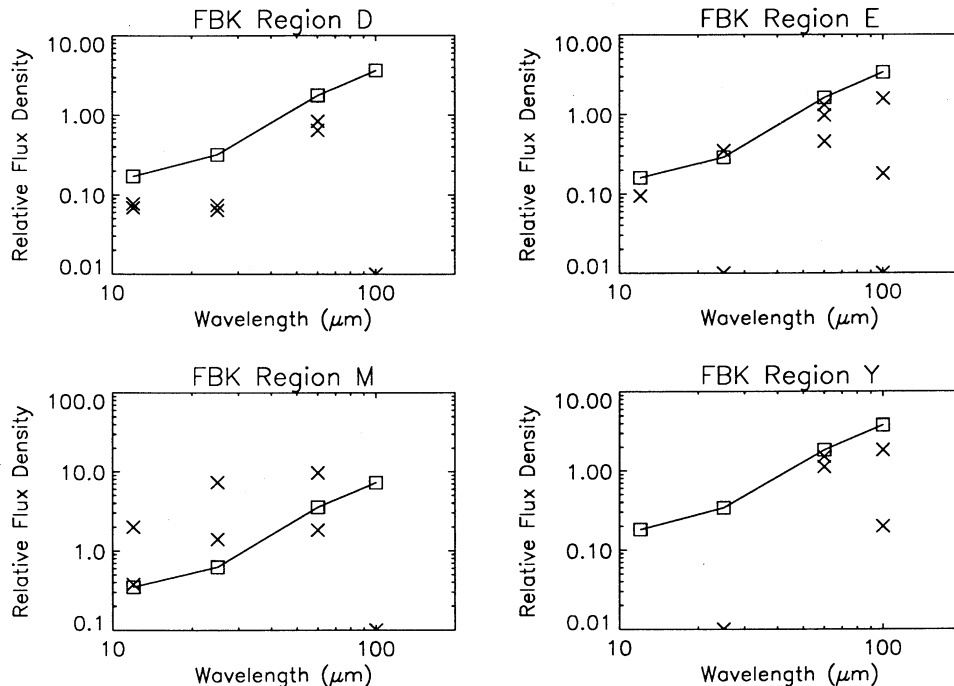 FBK Region D
Relative Flux Density
10.00
1.00
0.10
0.01
10
100
Wavelength (μm)
FBK Region E
Relative Flux Density
10.00
1.00
0.10
0.01
10
100
Wavelength (μm)
FBK Region M
Relative Flux Density
100.0
10.0
1.0
0.1
10
100
Wavelength (μm)
FBK Region Y
Relative Flux Density
10.00
1.00
0.10
0.01
10
100
Wavelength (μm)